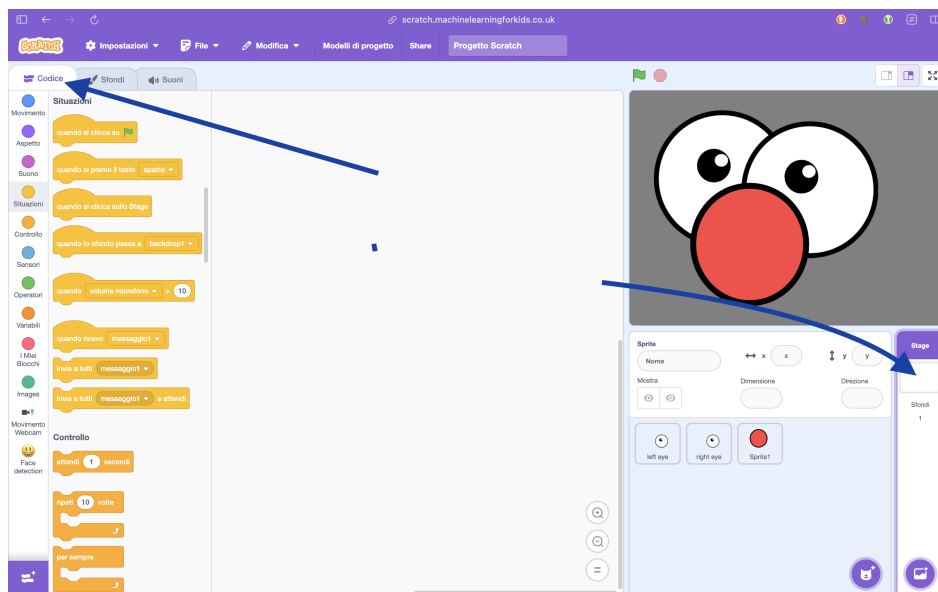 scratch.machinelearningforkids.co.uk
SCRATCH
Impostazioni
File
Modifica
Modelli di progetto
Share
Progetto Scratch
Codice
Sfondi
Suoni
Movimento
Aspetto
Suono
Situazioni
Controllo
Sensori
Operatori
Variabili
I Miei
Blocchi
Images
Movimento
Webcam
Face
detection
Situazioni
quando si clicca su
quando si preme il tasto spazio
quando si clicca sullo Stage
quando lo sfondo passa a backdrop1
quando volume microfono > 10
quando ricevo messaggio1
invia a tutti messaggio1
invia a tutti messaggio1 e attendi
Controllo
attendi 1 secondi
ripeti 10 volte
per sempre
Sprite
Nome
x x
y y
Mostra
Dimensione
Direzione
left eye
right eye
Sprite1
Stage
Sfondi
1